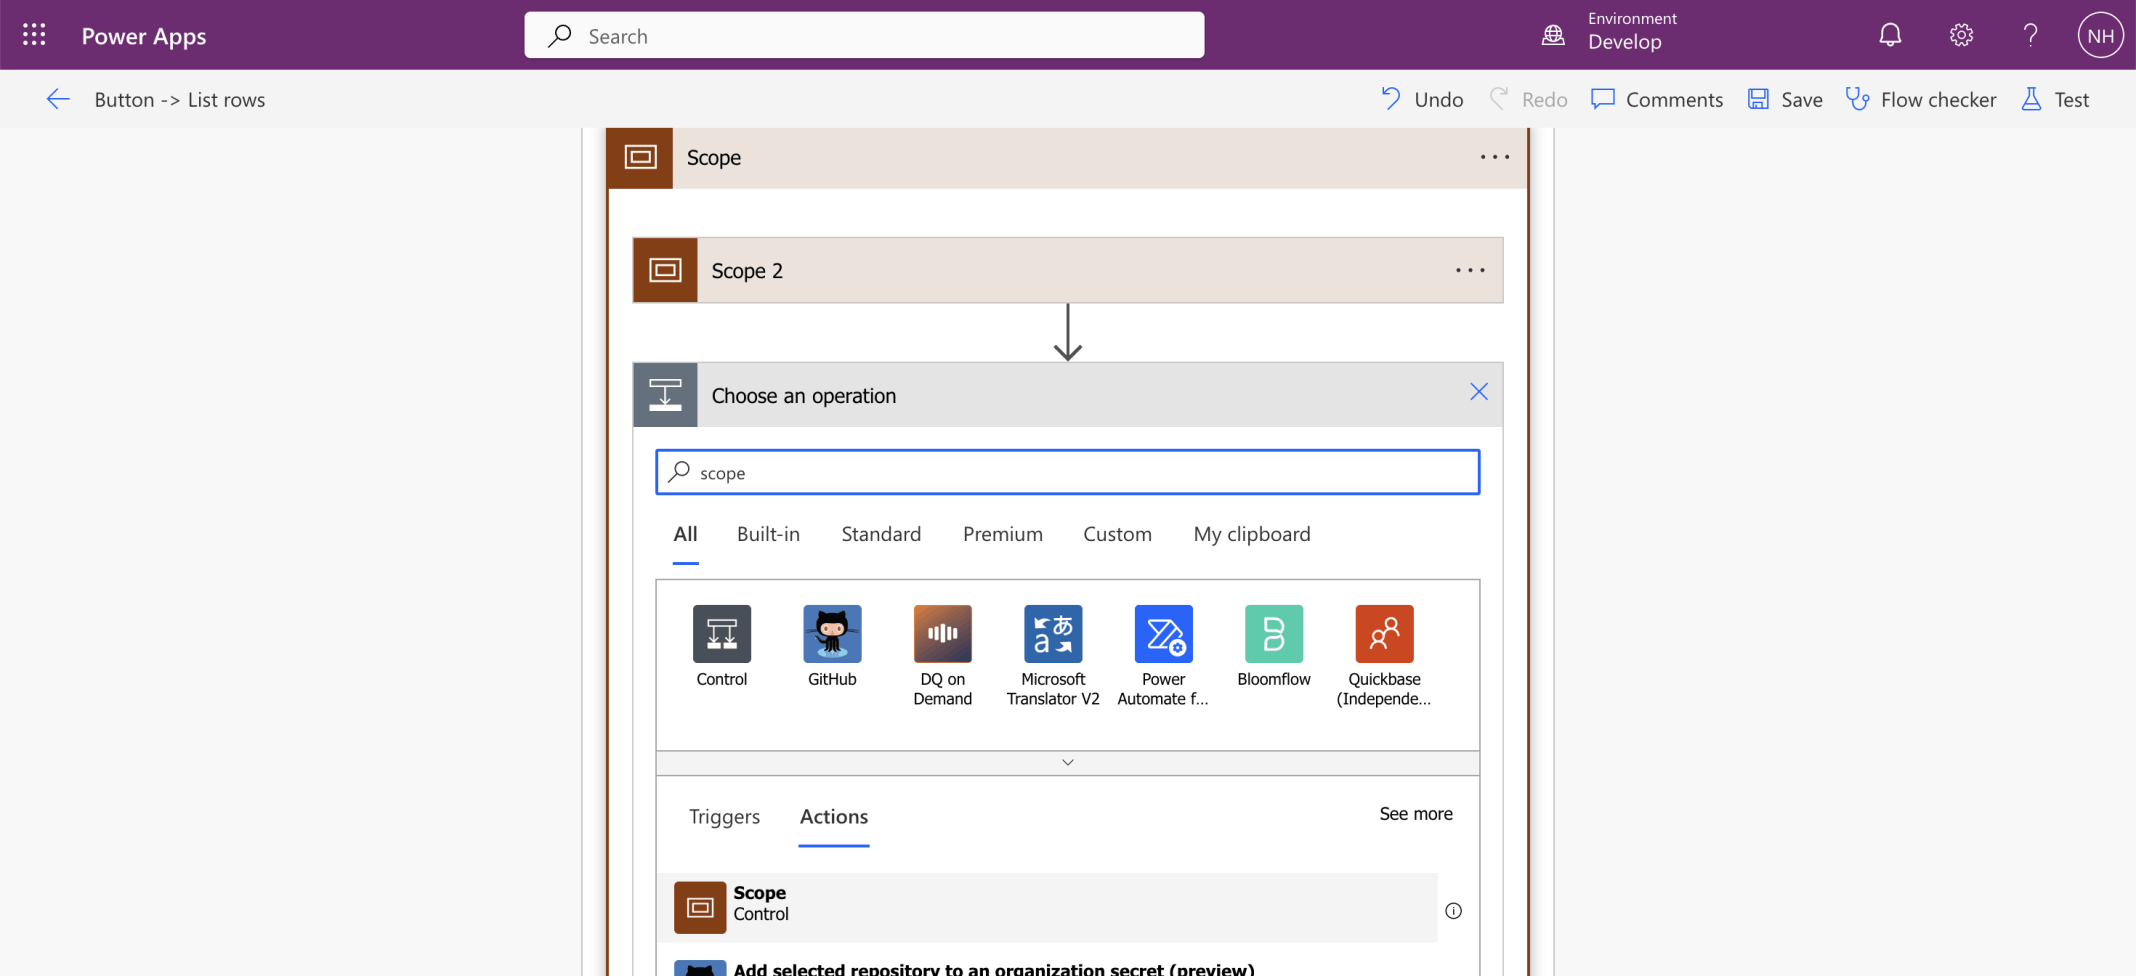 Power Apps
Search
Environment
Develop
NH
Button -> List rows
Undo
Redo
Comments
Save
Flow checker
Test
Scope
Scope 2
Choose an operation
scope
All
Built-in
Standard
Premium
Custom
My clipboard
Control
GitHub
DQ on
Demand
Microsoft
Translator V2
Power
Automate f...
Bloomflow
Quickbase
(Independe...
Triggers
Actions
See more
Scope
Control
Add selected repository to an organization secret (preview)